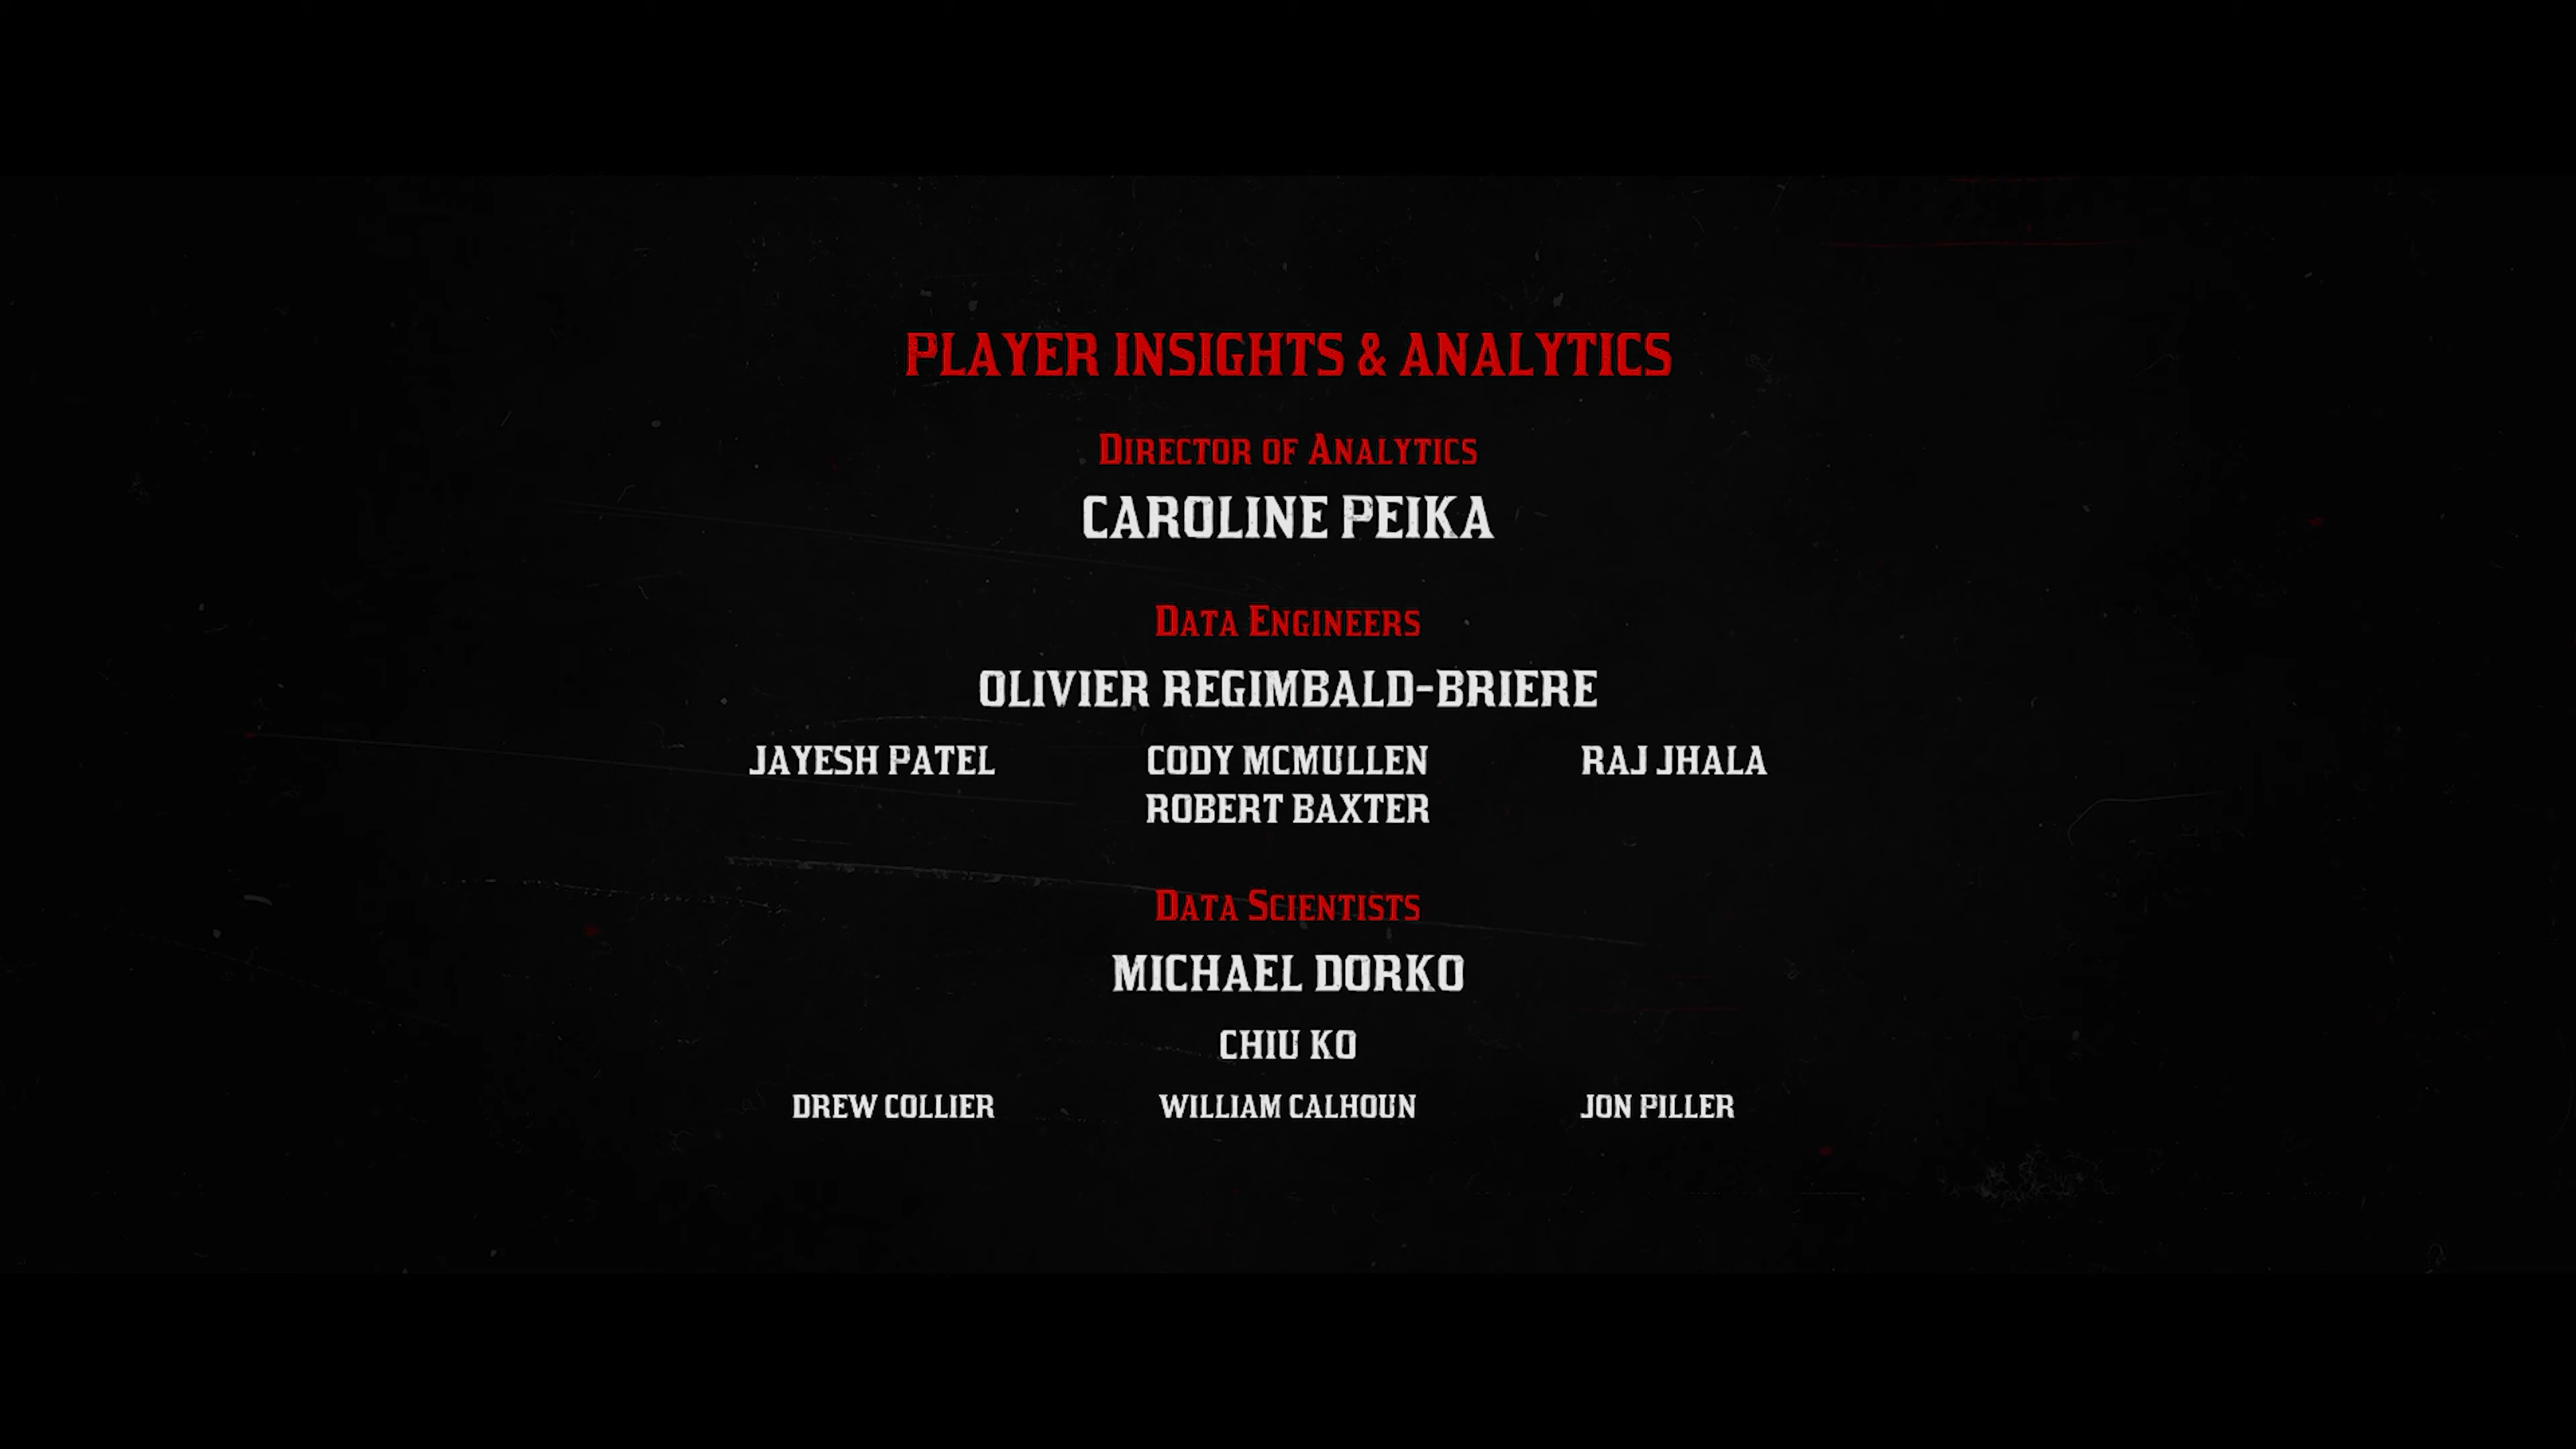 PLAYER INSIGHTS & ANALYTICS
DIRECTOR OF ANALYTICS
CAROLINE PEIKA
DATA ENGINEERS
OLIVIER REGIMBALD-BRIERE
JAYESH PATEL CODY MCMULLEN RAJ JHALA
ROBERT BAXTER
DATA SCIENTISTS
MICHAEL DORKO
CHIU KO
DREW COLLIER WILLIAM CALHOUN JON PILLER